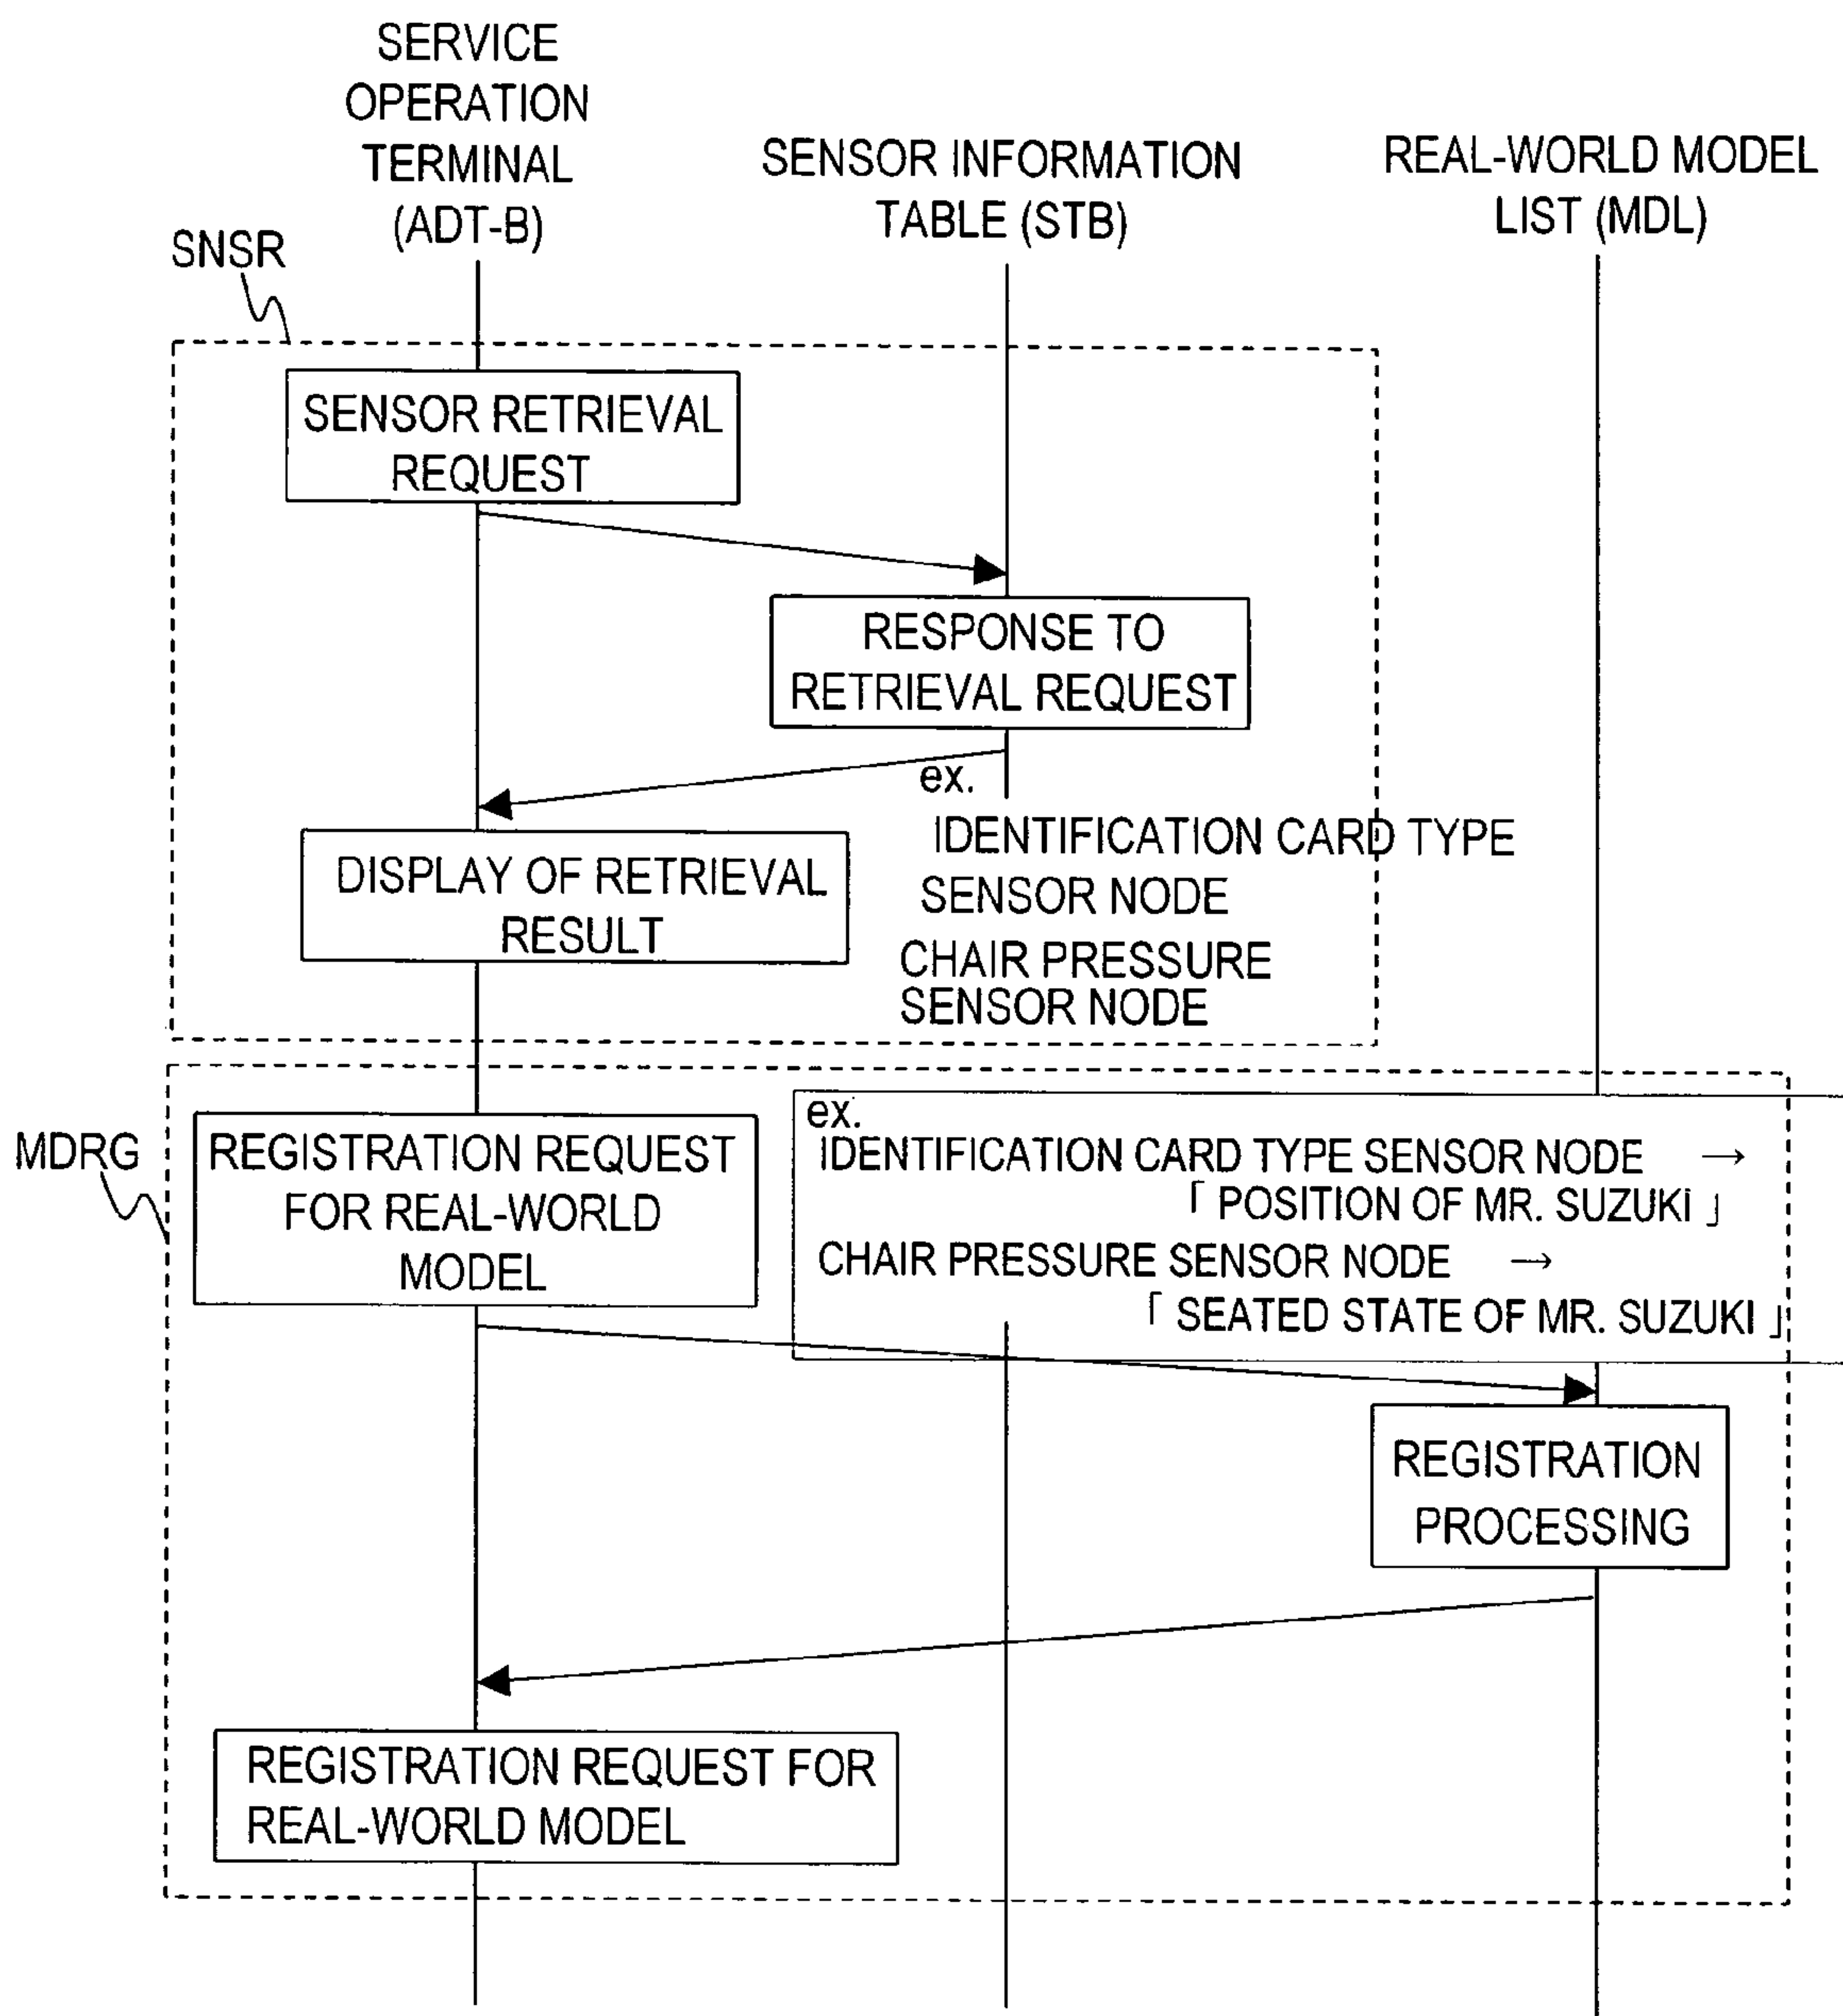 SERVICE
OPERATION
TERMINAL
(ADT-B)
SENSOR INFORMATION
TABLE (STB)
REAL-WORLD MODEL
LIST (MDL)
SNSR
SENSOR RETRIEVAL
REQUEST
RESPONSE TO
RETRIEVAL REQUEST
ex.
IDENTIFICATION CARD TYPE
SENSOR NODE
CHAIR PRESSURE
SENSOR NODE
DISPLAY OF RETRIEVAL
RESULT
MDRG
REGISTRATION REQUEST
FOR REAL-WORLD
MODEL
ex.
IDENTIFICATION CARD TYPE SENSOR NODE →
「 POSITION OF MR. SUZUKI 」
CHAIR PRESSURE SENSOR NODE →
「 SEATED STATE OF MR. SUZUKI 」
REGISTRATION
PROCESSING
REGISTRATION REQUEST FOR
REAL-WORLD MODEL